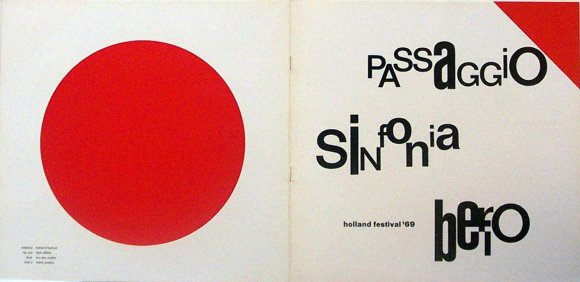 PASSAGGIO
SINfonia
berio
holland festival '69